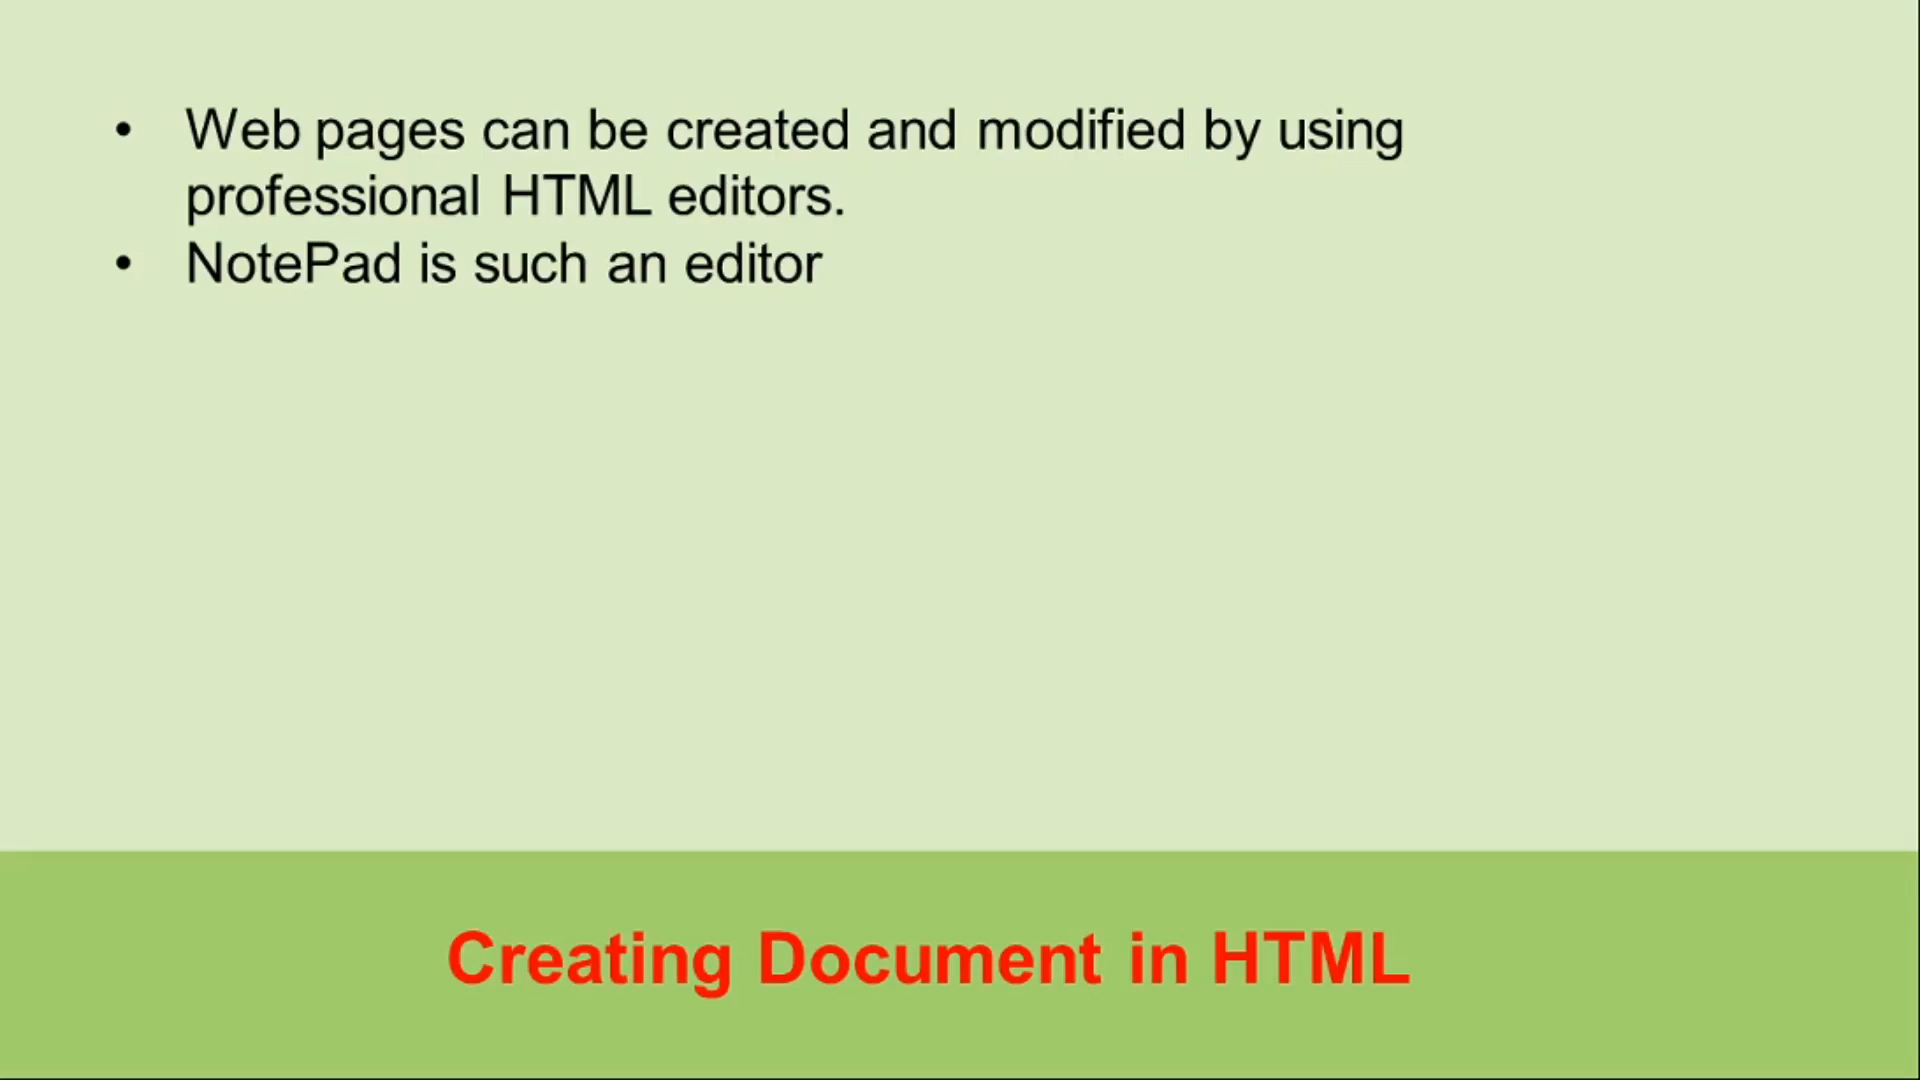 • Web pages can be created and modified by using
professional HTML editors.
• NotePad is such an editor
Creating Document in HTML